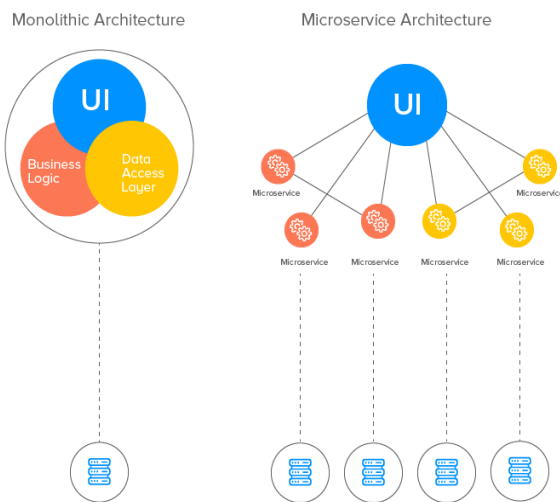 Monolithic Architecture
Microservice Architecture
UI
Business
Logic
Data
Access
Layer
UI
Microservice
Microservice
Microservice
Microservice
Microservice
Microservice